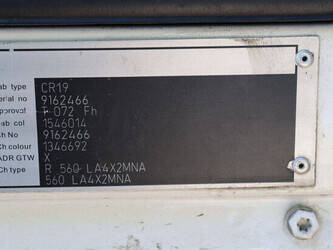 ab type CR19
erial no 9162466
pproval T 072 Fh
ab col 1546014
h No 9162466
h colour 1346692
ADR GTW X
Ch type R 560 LA4X2MNA
560 LA4X2MNA